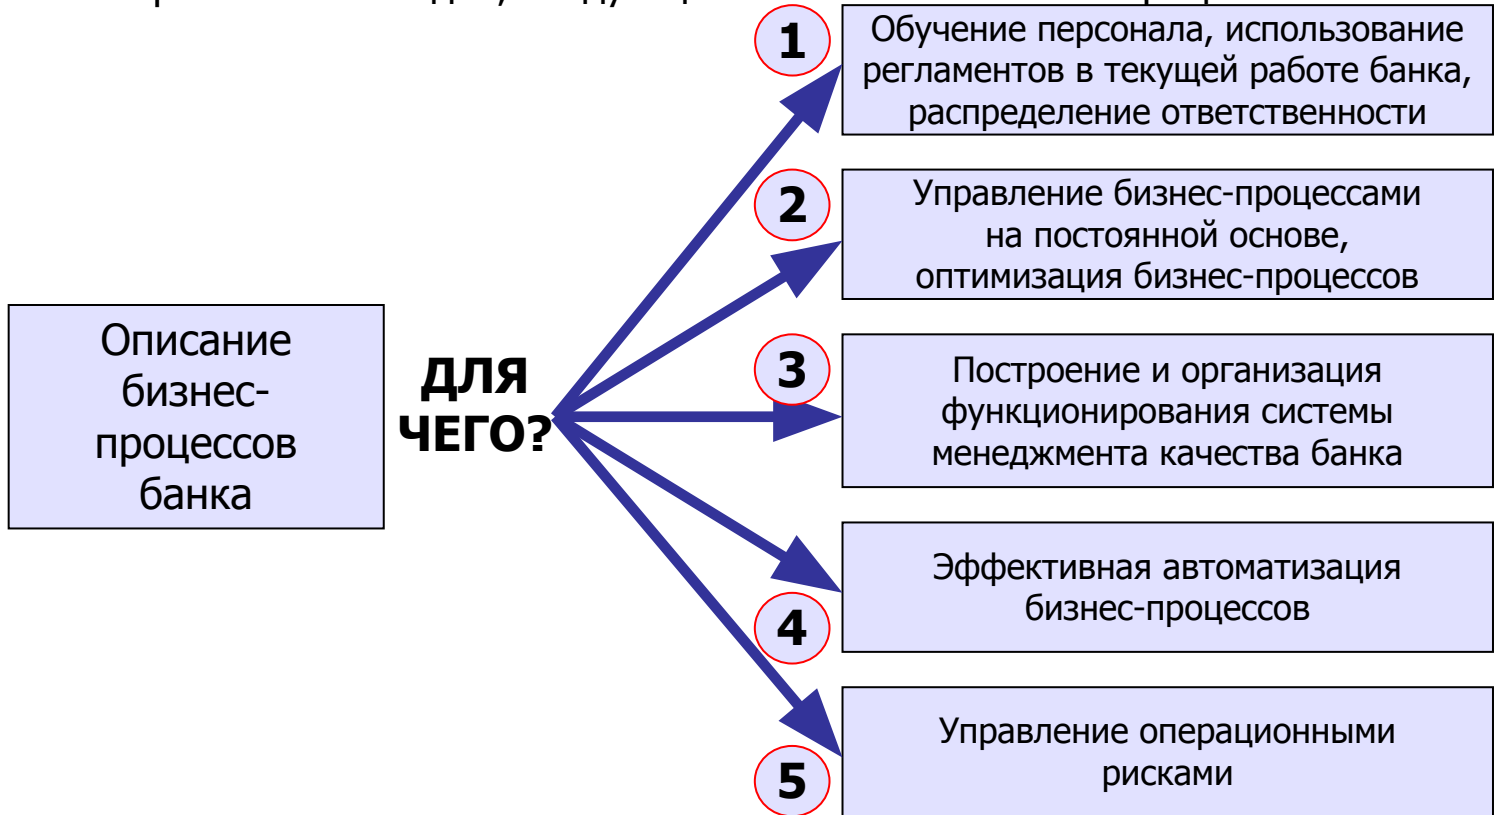 1
Обучение персонала, использование
регламентов в текущей работе банка,
распределение ответственности
2
Управление бизнес-процессами
на постоянной основе,
оптимизация бизнес-процессов
Описание
бизнес-
процессов
банка
ДЛЯ
ЧЕГО?
3
Построение и организация
функционирования системы
менеджмента качества банка
4
Эффективная автоматизация
бизнес-процессов
5
Управление операционными
рисками